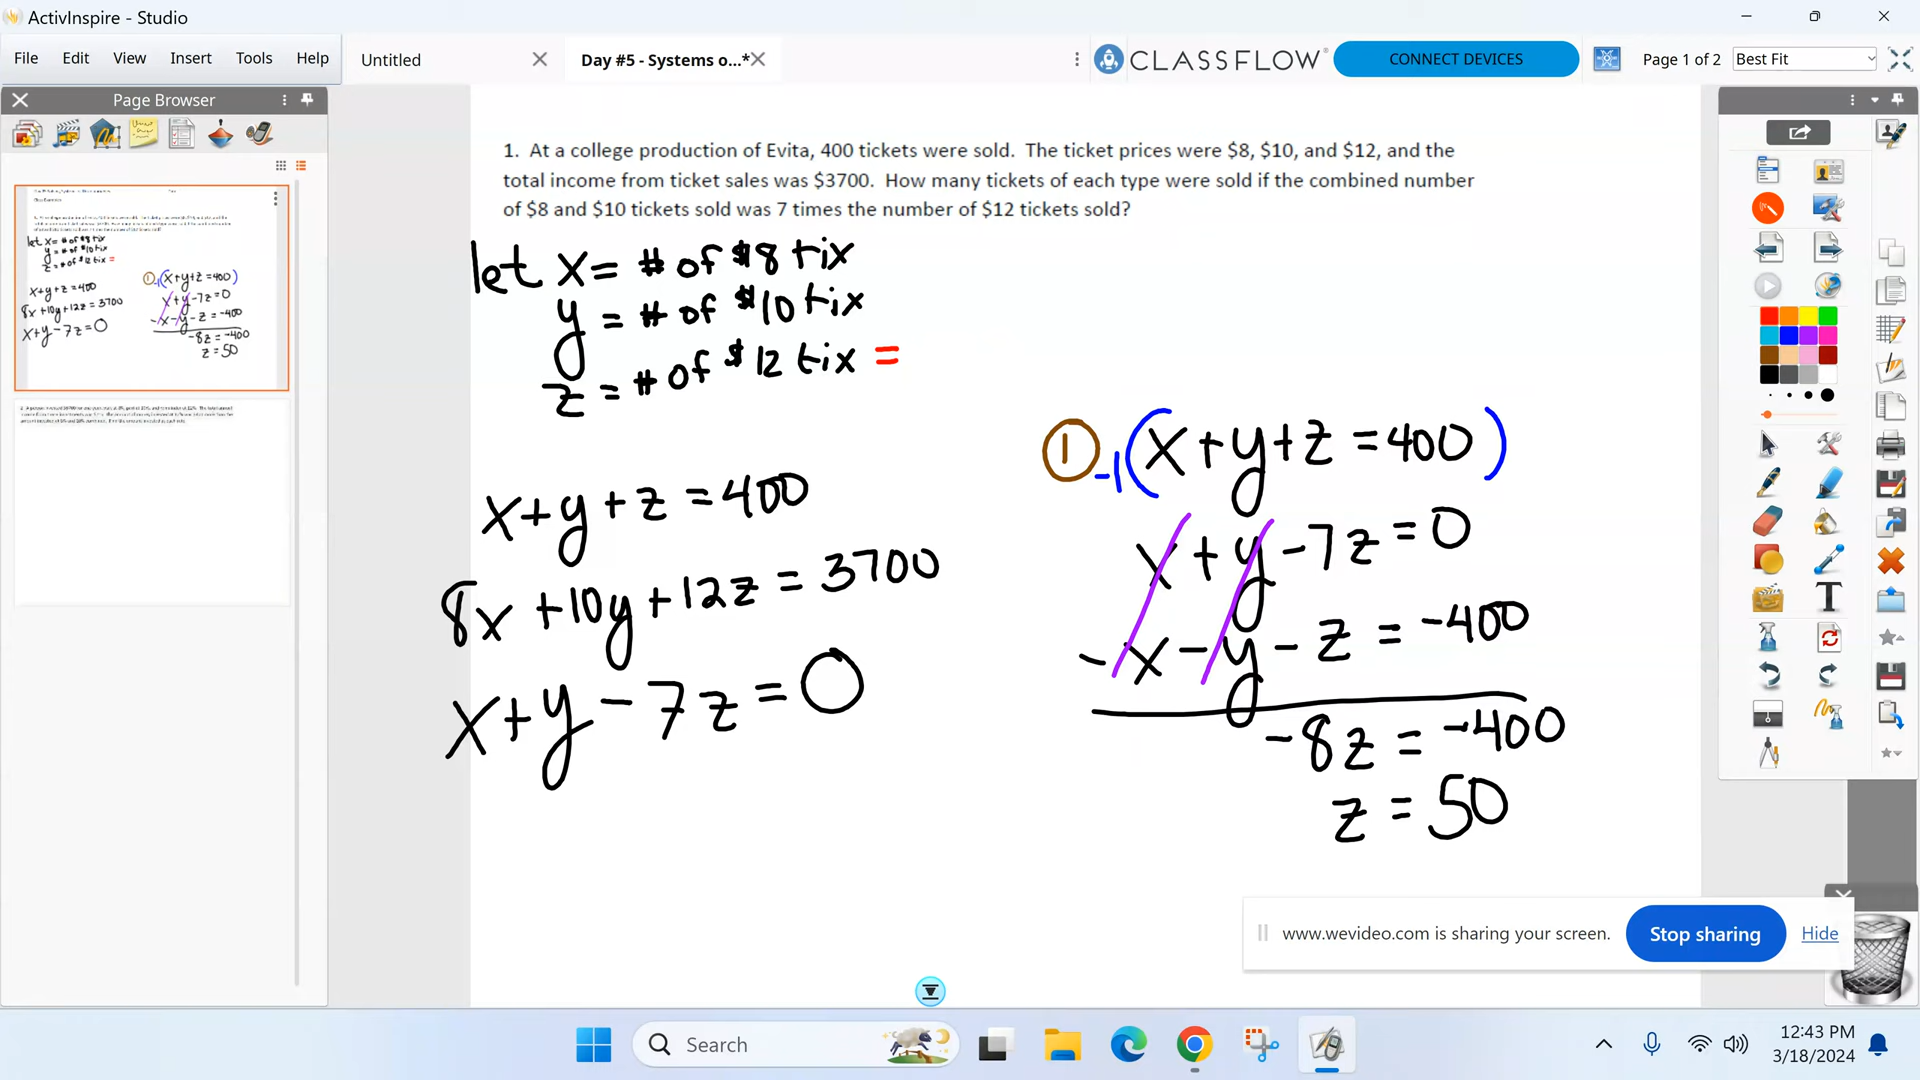 ActivInspire - Studio
File Edit View Insert Tools Help
Untitled
Day #5 - Systems o...*
CLASSFLOW
CONNECT DEVICES
Page 1 of 2
Best Fit
Page Browser
1. At a college production of Evita, 400 tickets were sold. The ticket prices were $8, $10, and $12, and the
total income from ticket sales was $3700. How many tickets of each type were sold if the combined number
of $8 and $10 tickets sold was 7 times the number of $12 tickets sold?
let x = # of $8 tix
y = # of $10 tix
z = # of $12 tix =
x+y+z=400
8x+10y+12z=3700
x+y-7z=0
① -1(x+y+z=400)
x+y-7z=0
-x-y-z=-400
-8z=-400
z=50
www.wevideo.com is sharing your screen.
Stop sharing
Hide
Search
12:43 PM
3/18/2024